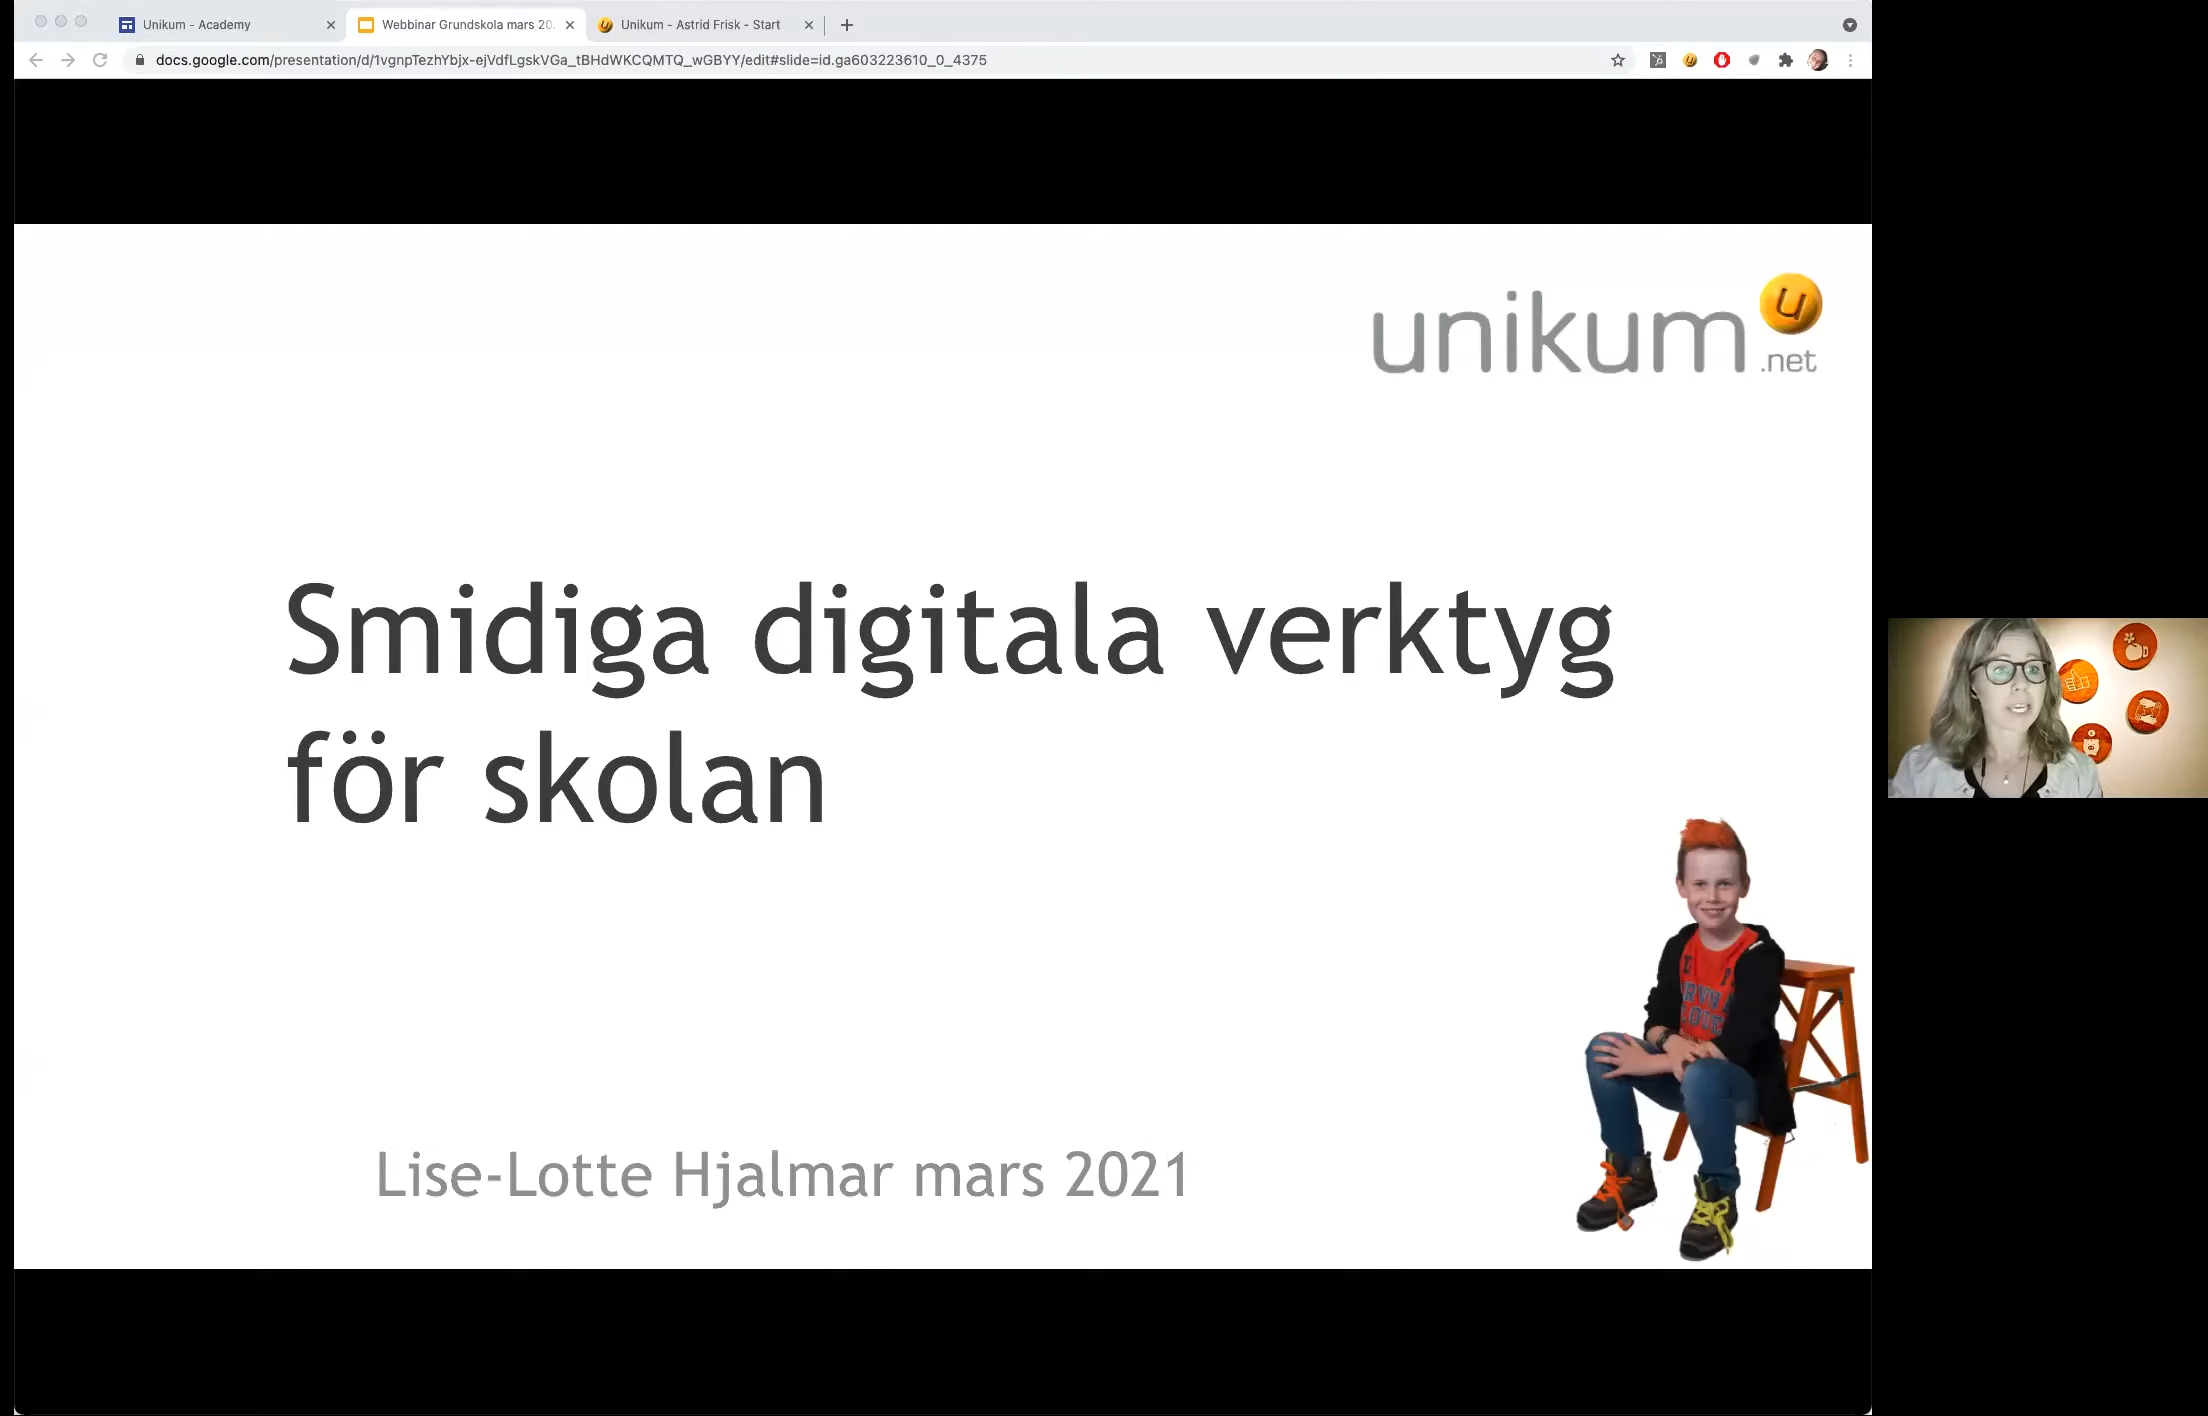 Unikum - Academy
Webbinar Grundskola mars 20
Unikum - Astrid Frisk - Start
docs.google.com/presentation/d/1vgnpTezhYbjx-ejVdfLgskVGa_tBHdWKCQMTQ_wGBYY/edit#slide=id.ga603223610_0_4375
unikum u
.net
Smidiga digitala verktyg
för skolan
Lise-Lotte Hjalmar mars 2021